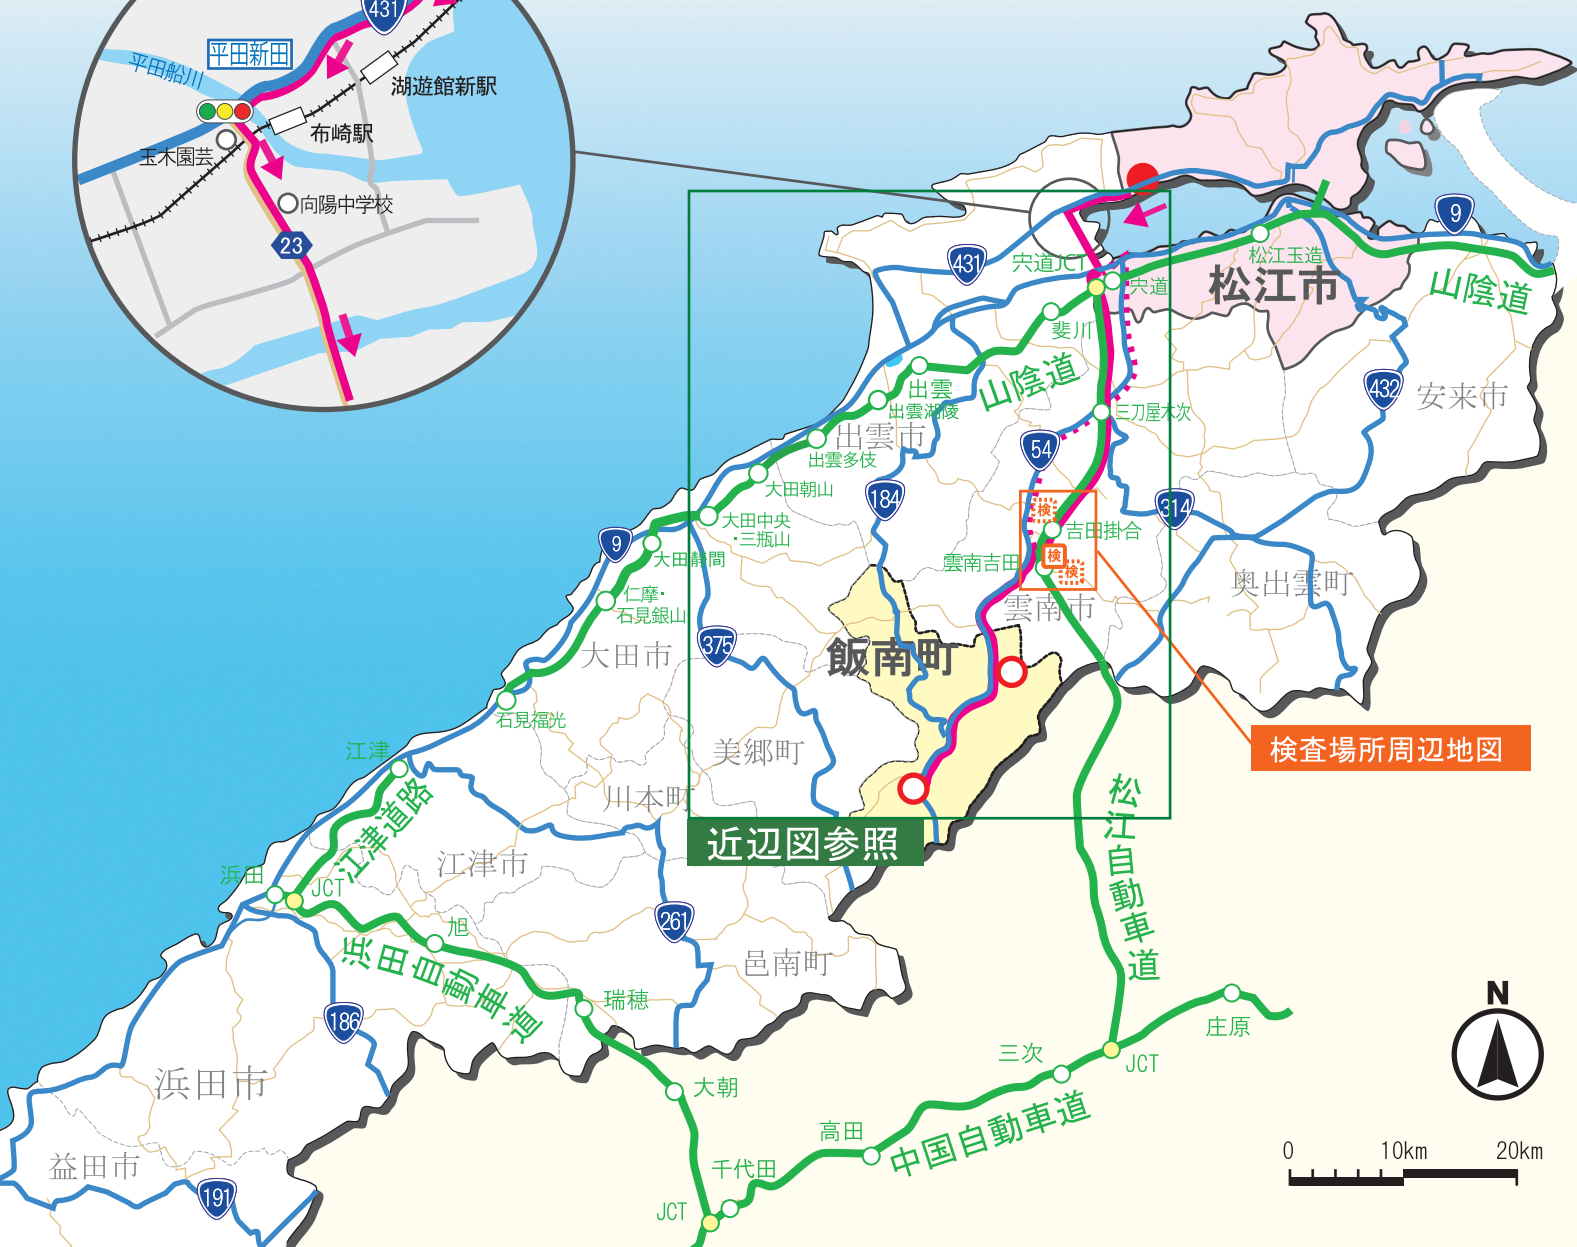 431
平田新田
平田船川
湖遊館新駅
布崎駅
玉木園芸
向陽中学校
23
9
431
宍道JCT
宍道
松江玉造
松江市
山陰道
斐川
432
安来市
出雲
山陰道
出雲湖陵
三刀屋木次
出雲市
54
出雲多伎
大田朝山
184
314
検
大田中央
・三瓶山
吉田掛合
9
大田静間
検
雲南吉田
検
仁摩・
石見銀山
雲南市
奥出雲町
大田市
375
飯南町
石見福光
江津
美郷町
検査場所周辺地図
川本町
江津道路
松江自動車道
近辺図参照
浜田
JCT
江津市
261
旭
浜田自動車道
邑南町
瑞穂
186
N
庄原
三次
JCT
浜田市
大朝
中国自動車道
高田
千代田
0
10km
20km
益田市
191
JCT